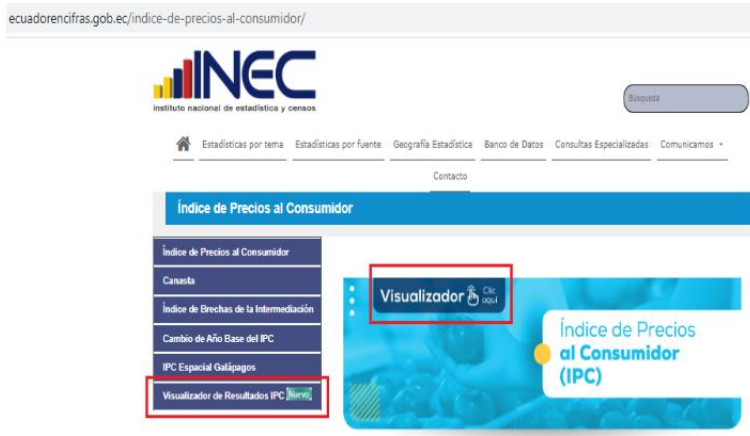 ecuadorencifras.gob.ec/indice-de-precios-al-consumidor/
INEC
instituto nacional de estadística y censos
Búsqueda
Estadísticas por tema Estadísticas por fuente Geografía Estadística Banco de Datos Consultas Especializadas Comunicamos
Contacto
Índice de Precios al Consumidor
Índice de Precios al Consumidor
Canasta
Índice de Brechas de la Intermediación
Cambio de Año Base del IPC
IPC Espacial Galápagos
Visualizador de Resultados IPC Nuevo
Visualizador Clic
aquí
Índice de Precios
al Consumidor
(IPC)